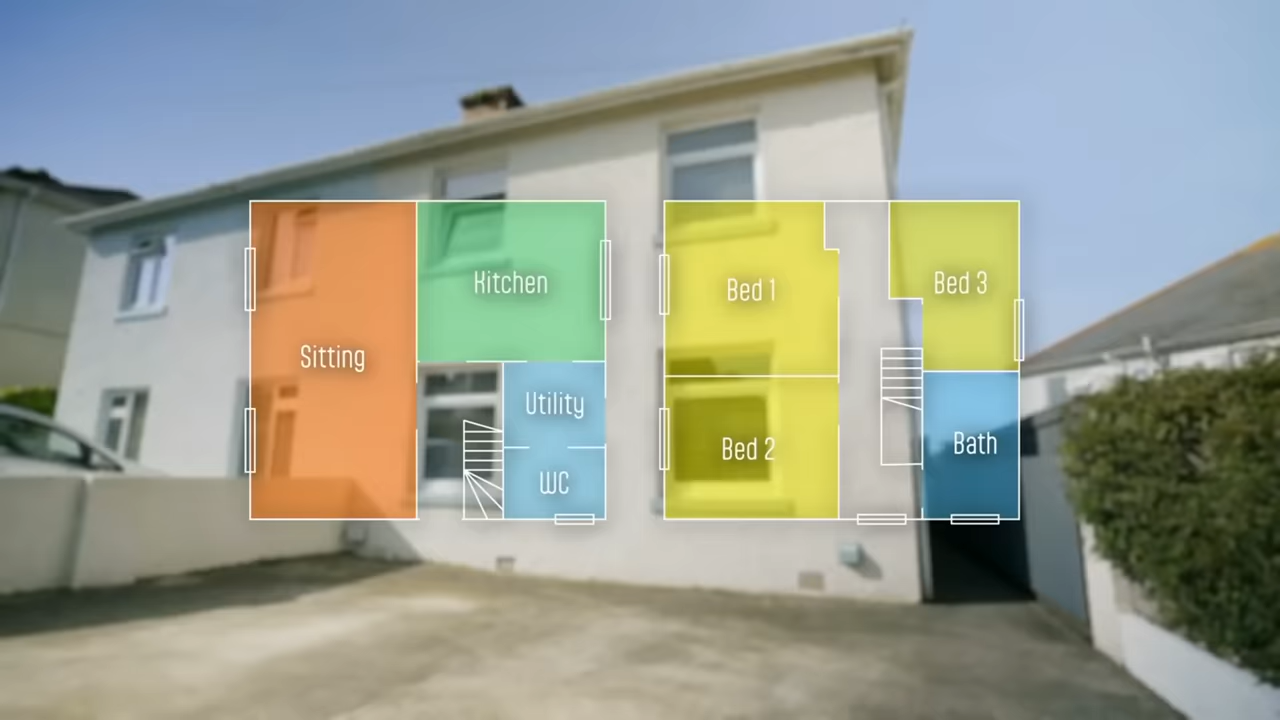 Sitting
Kitchen
Utility
WC
Bed 1
Bed 2
Bed 3
Bath